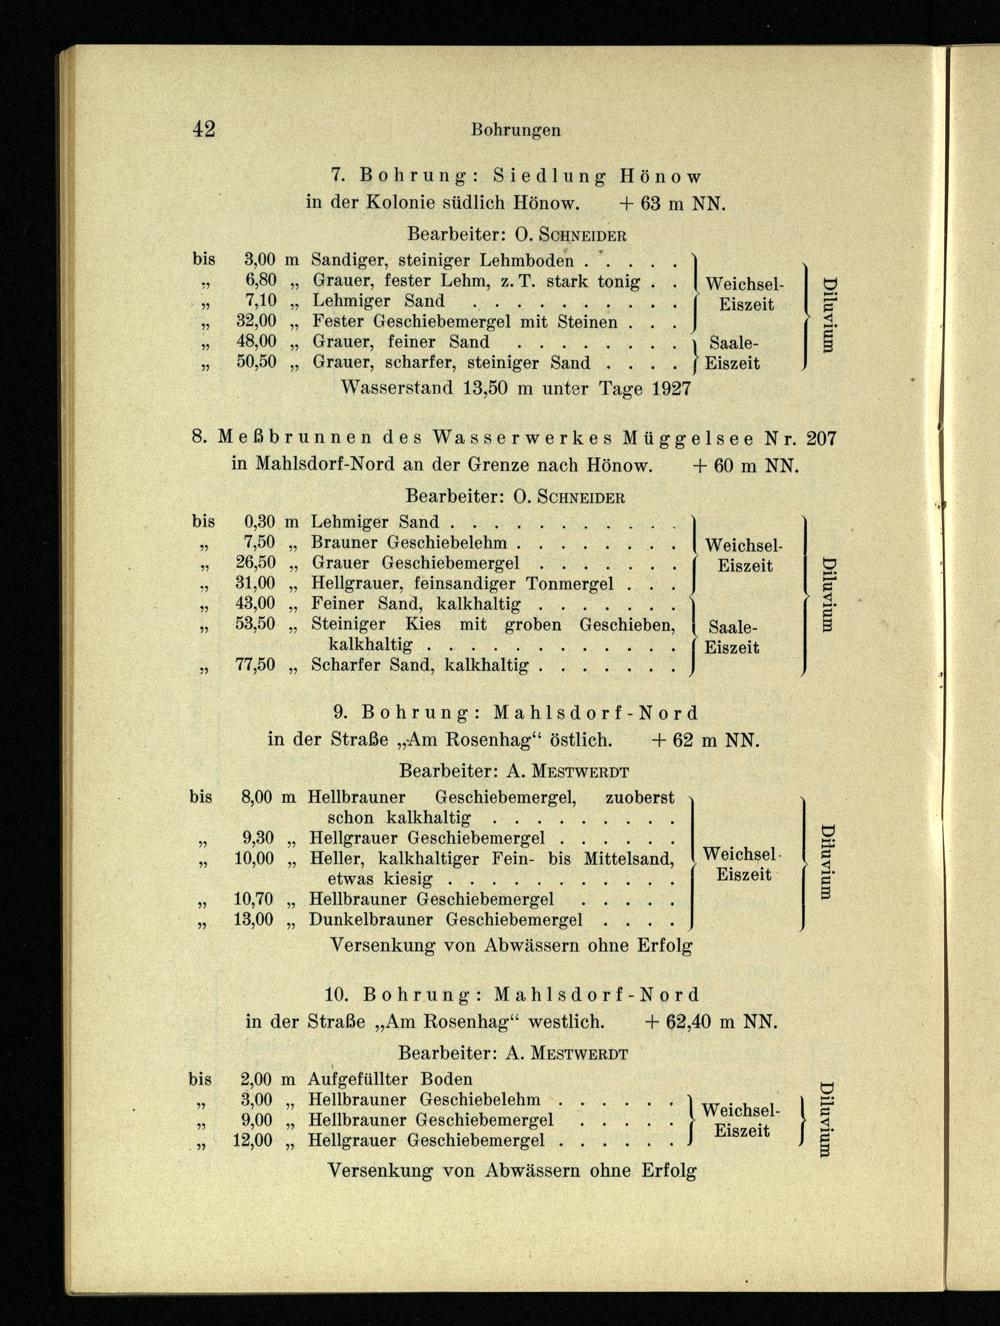 42 Bohrungen
7. Bohrung: Siedlung Hönow
in der Kolonie südlich Hönow. + 63 m NN.
Bearbeiter: O. SCHNEIDER
bis 3,00 m Sandiger, steiniger Lehmboden . . . . .
„ 6,80 „ Grauer, fester Lehm, z. T. stark tonig . . Weichsel-
„ 7,10 „ Lehmiger Sand . . . . . . . . . . Eiszeit
„ 32,00 „ Fester Geschiebemergel mit Steinen . . .
„ 48,00 „ Grauer, feiner Sand . . . . . . . . Saale-
„ 50,50 „ Grauer, scharfer, steiniger Sand . . . . Eiszeit
Diluvium
Wasserstand 13,50 m unter Tage 1927
8. Meßbrunnen des Wasserwerkes Müggelsee Nr. 207
in Mahlsdorf-Nord an der Grenze nach Hönow. + 60 m NN.
Bearbeiter: O. SCHNEIDER
bis 0,30 m Lehmiger Sand . . . . . . . . . . .
„ 7,50 „ Brauner Geschiebelehm . . . . . . . . Weichsel-
„ 26,50 „ Grauer Geschiebemergel . . . . . . . Eiszeit
„ 31,00 „ Hellgrauer, feinsandiger Tonmergel . . .
„ 43,00 „ Feiner Sand, kalkhaltig . . . . . . .
„ 53,50 „ Steiniger Kies mit groben Geschieben, Saale-
kalkhaltig . . . . . . . . . . . . Eiszeit
„ 77,50 „ Scharfer Sand, kalkhaltig . . . . . . .
Diluvium
9. Bohrung: Mahlsdorf-Nord
in der Straße „Am Rosenhag“ östlich. + 62 m NN.
Bearbeiter: A. MESTWERDT
bis 8,00 m Hellbrauner Geschiebemergel, zuoberst
schon kalkhaltig . . . . . . . . .
„ 9,30 „ Hellgrauer Geschiebemergel . . . . . .
„ 10,00 „ Heller, kalkhaltiger Fein- bis Mittelsand, Weichsel-
etwas kiesig . . . . . . . . . . . Eiszeit
„ 10,70 „ Hellbrauner Geschiebemergel . . . . .
„ 13,00 „ Dunkelbrauner Geschiebemergel . . . .
Diluvium
Versenkung von Abwässern ohne Erfolg
10. Bohrung: Mahlsdorf-Nord
in der Straße „Am Rosenhag“ westlich. + 62,40 m NN.
Bearbeiter: A. MESTWERDT
bis 2,00 m Aufgefüllter Boden
„ 3,00 „ Hellbrauner Geschiebelehm . . . . . .
„ 9,00 „ Hellbrauner Geschiebemergel . . . . . Weichsel-
„ 12,00 „ Hellgrauer Geschiebemergel . . . . . . Eiszeit
Diluvium
Versenkung von Abwässern ohne Erfolg